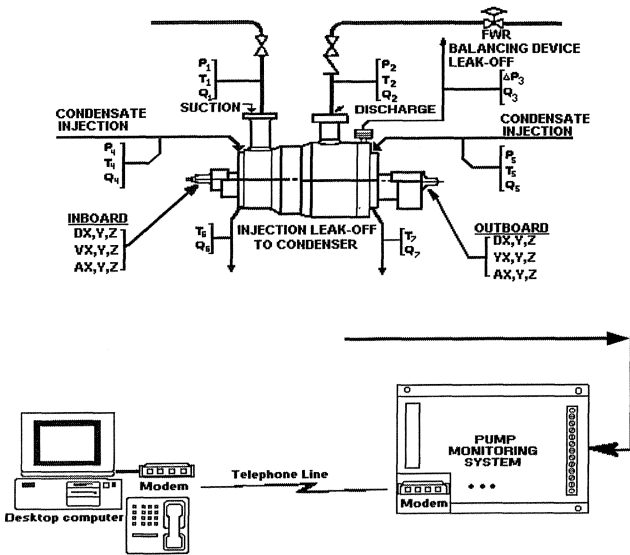 FWR
BALANCING DEVICE
LEAK-OFF
P1
T1
Q1
P2
T2
Q2
ΔP3
Q3
SUCTION
DISCHARGE
CONDENSATE
INJECTION
CONDENSATE
INJECTION
P4
T4
Q4
P5
T5
Q5
INBOARD
DX,Y,Z
VX,Y,Z
AX,Y,Z
T6
Q6
INJECTION LEAK-OFF
TO CONDENSER
T7
Q7
OUTBOARD
DX,Y,Z
YX,Y,Z
AX,Y,Z
PUMP
MONITORING
SYSTEM
Telephone Line
Modem
Modem
Desktop computer